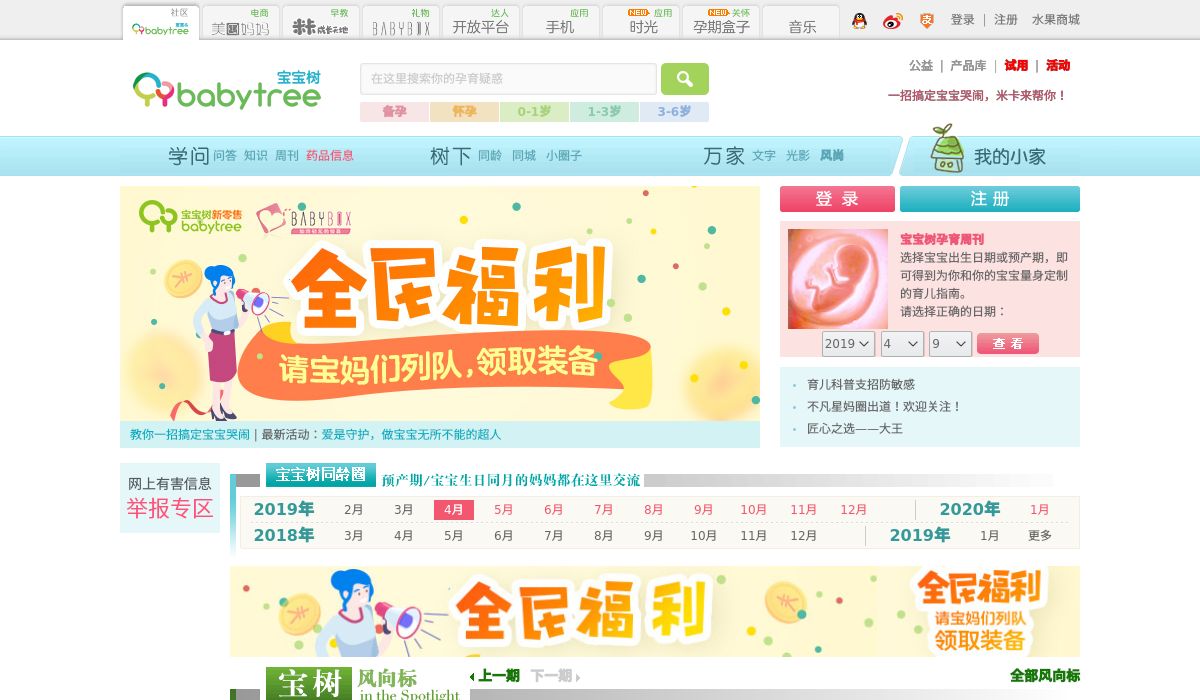 社区 电商 早教 礼物 达人 应用 NEW 应用 NEW 关怀
babytree 美囤妈妈 米卡成长天地 BABYBOX 开放平台 手机 时光 孕期盒子 音乐 登录 | 注册 水果商城
宝宝树
babytree
在这里搜索你的孕育疑惑
备孕 怀孕 0-1岁 1-3岁 3-6岁
公益 | 产品库 | 试用 | 活动
一招搞定宝宝哭闹，米卡来帮你！
学问 问答 知识 周刊 药品信息 树下 同龄 同城 小圈子 万家 文字 光影 风尚 我的小家
宝宝树新零售
babytree
BABYBOX
全民福利
请宝妈们列队,领取装备
教你一招搞定宝宝哭闹 | 最新活动：爱是守护，做宝宝无所不能的超人
登 录 注 册
宝宝树孕育周刊
选择宝宝出生日期或预产期，即
可得到为你和你的宝宝量身定制
的育儿指南。
请选择正确的日期：
2019 4 9 查 看
育儿科普支招防敏感
不凡星妈圈出道！欢迎关注！
匠心之选——大王
网上有害信息
举报专区
宝宝树同龄圈 预产期/宝宝生日同月的妈妈都在这里交流
2019年 2月 3月 4月 5月 6月 7月 8月 9月 10月 11月 12月 2020年 1月
2018年 3月 4月 5月 6月 7月 8月 9月 10月 11月 12月 2019年 1月 更多
全民福利
全民福利
请宝妈们列队
领取装备
宝树 风向标
in the Spotlight
上一期 下一期 全部风向标